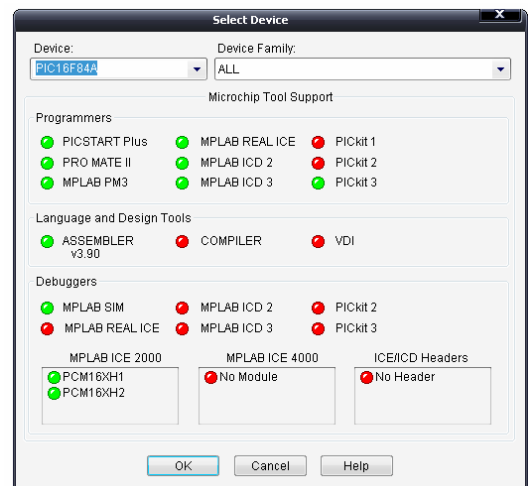 Select Device
X
Device: Device Family:
PIC16F84A ALL
Microchip Tool Support
Programmers
PICSTART Plus MPLAB REAL ICE PICkit 1
PRO MATE II MPLAB ICD 2 PICkit 2
MPLAB PM3 MPLAB ICD 3 PICkit 3
Language and Design Tools
ASSEMBLER COMPILER VDI
v3.90
Debuggers
MPLAB SIM MPLAB ICD 2 PICkit 2
MPLAB REAL ICE MPLAB ICD 3 PICkit 3
MPLAB ICE 2000 MPLAB ICE 4000 ICE/ICD Headers
PCM16XH1 No Module No Header
PCM16XH2
OK Cancel Help